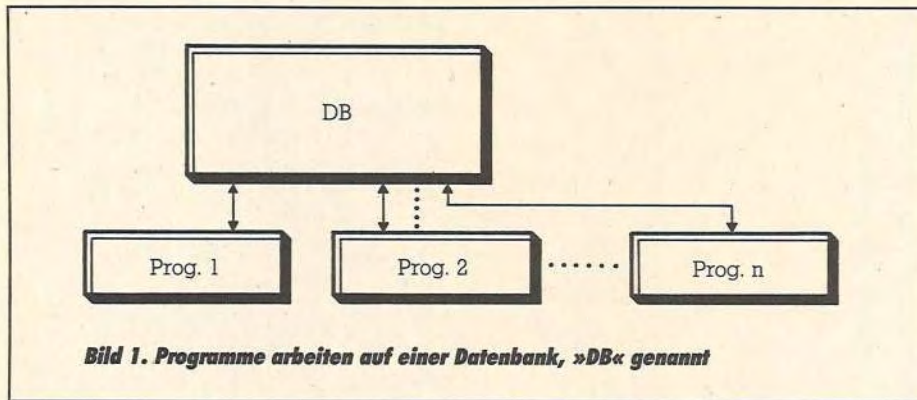 DB
Prog. 1
Prog. 2
Prog. n
Bild 1. Programme arbeiten auf einer Datenbank, »DB« genannt